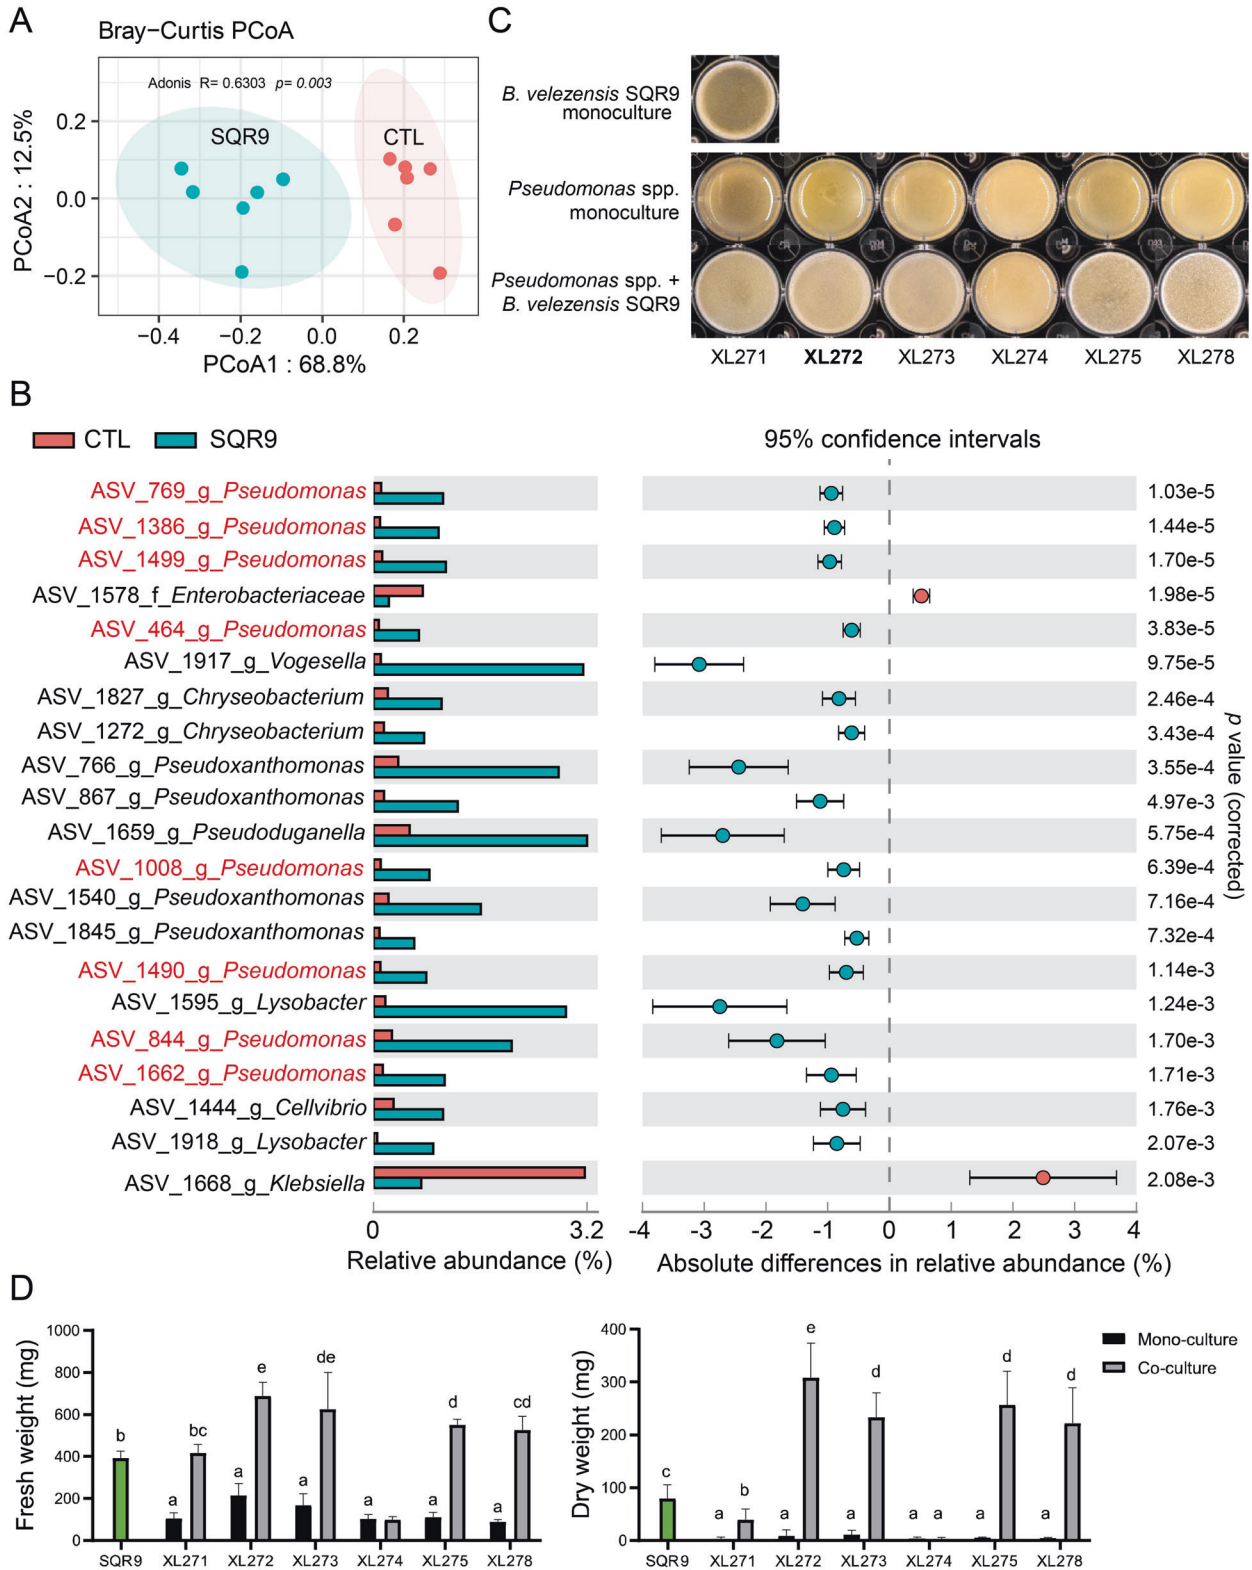 A
Bray−Curtis PCoA
Adonis R= 0.6303 p= 0.003
SQR9
CTL
PCoA2 : 12.5%
0.2
0.0
−0.2
−0.4
−0.2
0.0
0.2
PCoA1 : 68.8%
C
B. velezensis SQR9
monoculture
Pseudomonas spp.
monoculture
Pseudomonas spp. +
B. velezensis SQR9
XL271
XL272
XL273
XL274
XL275
XL278
B
CTL
SQR9
95% confidence intervals
ASV_769_g_Pseudomonas 1.03e-5
ASV_1386_g_Pseudomonas 1.44e-5
ASV_1499_g_Pseudomonas 1.70e-5
ASV_1578_f_Enterobacteriaceae 1.98e-5
ASV_464_g_Pseudomonas 3.83e-5
ASV_1917_g_Vogesella 9.75e-5
ASV_1827_g_Chryseobacterium 2.46e-4
ASV_1272_g_Chryseobacterium 3.43e-4
ASV_766_g_Pseudoxanthomonas 3.55e-4
ASV_867_g_Pseudoxanthomonas 4.97e-3
ASV_1659_g_Pseudoduganella 5.75e-4
ASV_1008_g_Pseudomonas 6.39e-4
ASV_1540_g_Pseudoxanthomonas 7.16e-4
ASV_1845_g_Pseudoxanthomonas 7.32e-4
ASV_1490_g_Pseudomonas 1.14e-3
ASV_1595_g_Lysobacter 1.24e-3
ASV_844_g_Pseudomonas 1.70e-3
ASV_1662_g_Pseudomonas 1.71e-3
ASV_1444_g_Cellvibrio 1.76e-3
ASV_1918_g_Lysobacter 2.07e-3
ASV_1668_g_Klebsiella 2.08e-3
p value (corrected)
0 3.2
Relative abundance (%)
-4 -3 -2 -1 0 1 2 3 4
Absolute differences in relative abundance (%)
D
Fresh weight (mg)
1000
800
600
400
200
0
b a bc a e a de a a a d a cd
SQR9 XL271 XL272 XL273 XL274 XL275 XL278
Dry weight (mg)
400
300
200
100
0
c a b a e a d a a a d a d
SQR9 XL271 XL272 XL273 XL274 XL275 XL278
Mono-culture
Co-culture